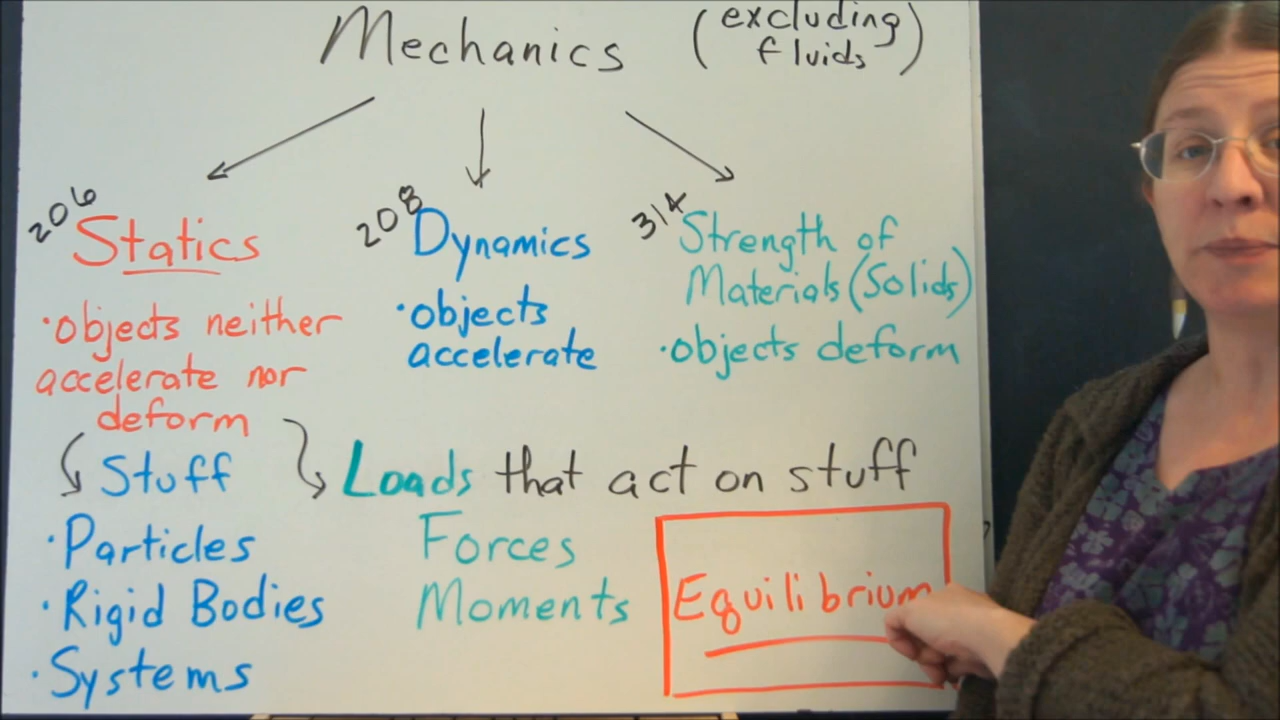 Mechanics (excluding
fluids)
206
Statics
•objects neither
accelerate nor
deform
208
Dynamics
•objects
accelerate
314
Strength of
Materials (Solids)
•objects deform
Stuff
•Particles
•Rigid Bodies
•Systems
Loads that act on stuff
Forces
Moments
Equilibrium